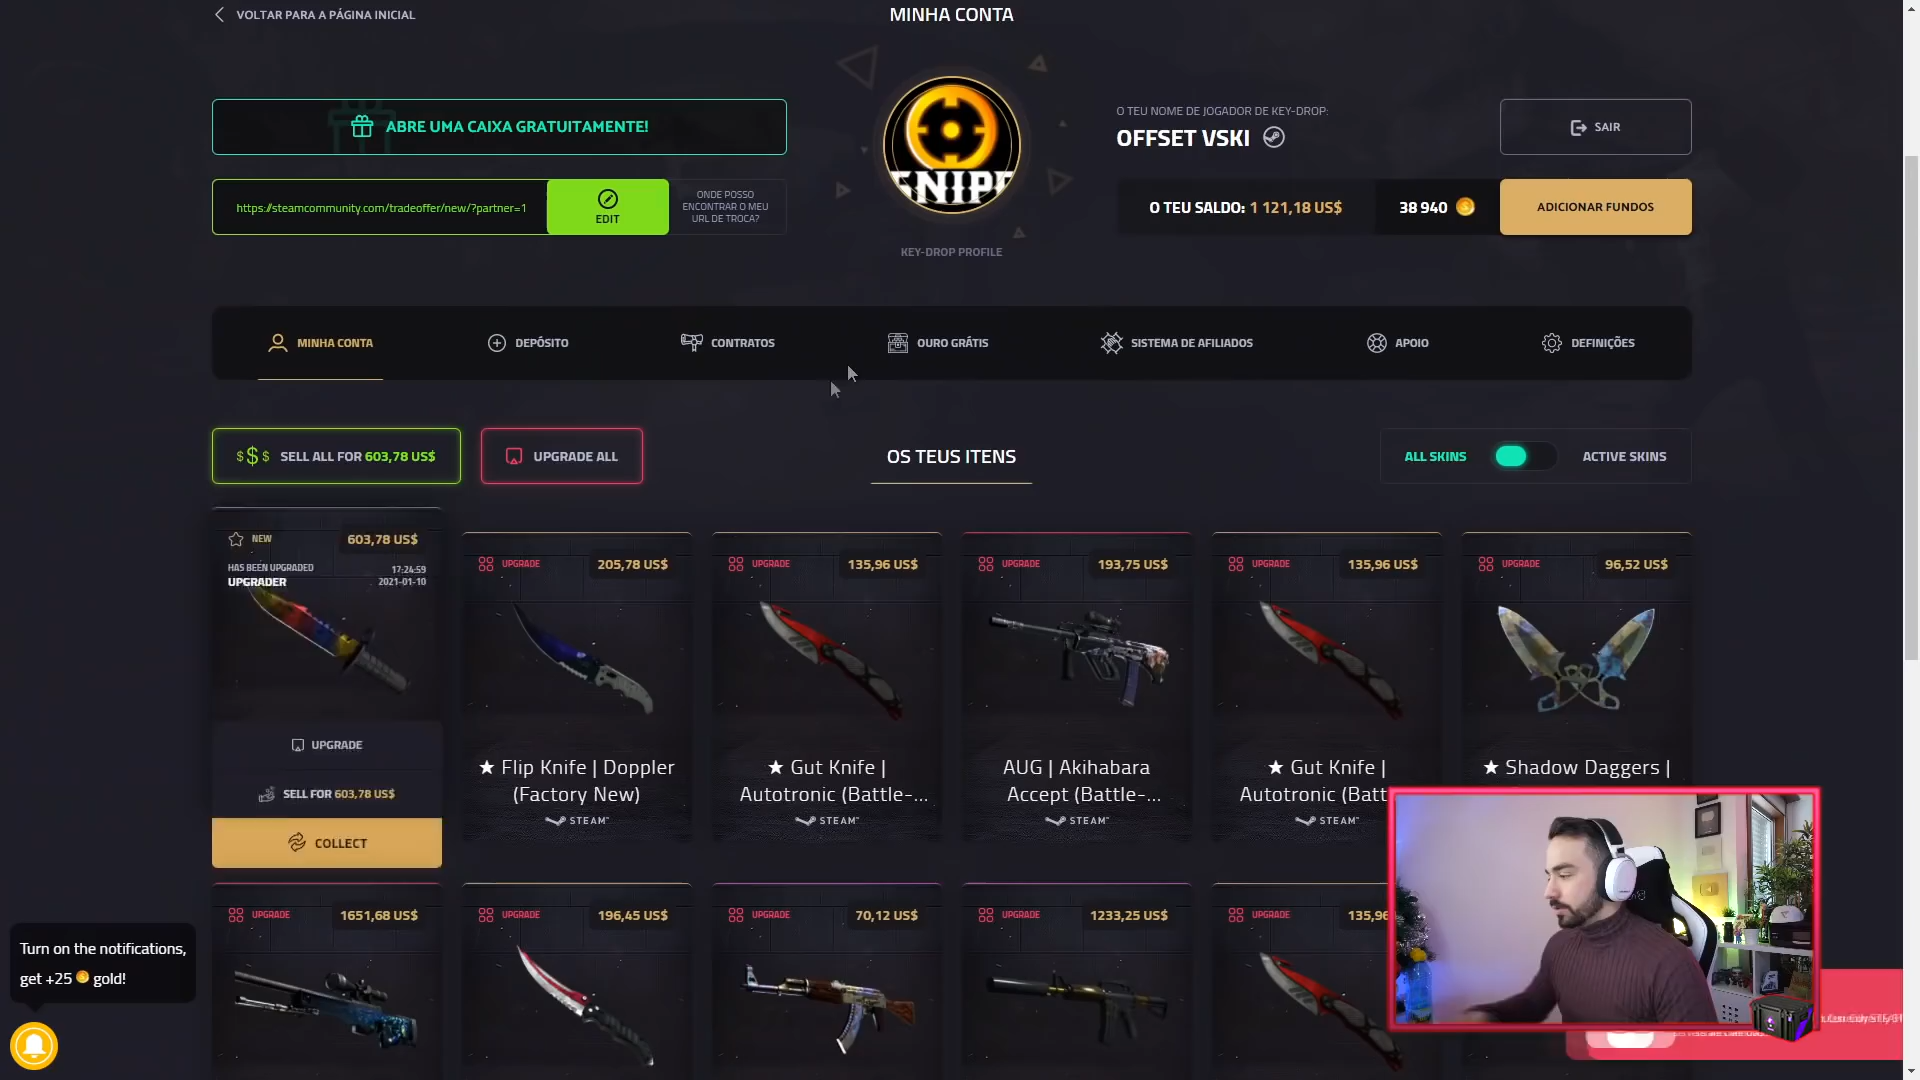 VOLTAR PARA A PÁGINA INICIAL
MINHA CONTA
ABRE UMA CAIXA GRATUITAMENTE!
https://steamcommunity.com/tradeoffer/new/?partner=1
EDIT
ONDE POSSO
ENCONTRAR O MEU
URL DE TROCA?
SNIPE
KEY-DROP PROFILE
O TEU NOME DE JOGADOR DE KEY-DROP:
OFFSET VSKI
SAIR
O TEU SALDO: 1 121,18 US$
38 940
ADICIONAR FUNDOS
MINHA CONTA
DEPÓSITO
CONTRATOS
OURO GRÁTIS
SISTEMA DE AFILIADOS
APOIO
DEFINIÇÕES
$$$ SELL ALL FOR 603,78 US$
UPGRADE ALL
OS TEUS ITENS
ALL SKINS
ACTIVE SKINS
NEW
603,78 US$
HAS BEEN UPGRADED
UPGRADER
17:24:59
2021-01-10
UPGRADE
SELL FOR 603,78 US$
COLLECT
UPGRADE
205,78 US$
★ Flip Knife | Doppler
(Factory New)
STEAM™
UPGRADE
135,96 US$
★ Gut Knife |
Autotronic (Battle-...
STEAM™
UPGRADE
193,75 US$
AUG | Akihabara
Accept (Battle-...
STEAM™
UPGRADE
135,96 US$
★ Gut Knife |
Autotronic (Batt
STEAM™
UPGRADE
96,52 US$
★ Shadow Daggers |
UPGRADE
1651,68 US$
UPGRADE
196,45 US$
UPGRADE
70,12 US$
UPGRADE
1233,25 US$
UPGRADE
135,96
Turn on the notifications,
get +25 gold!